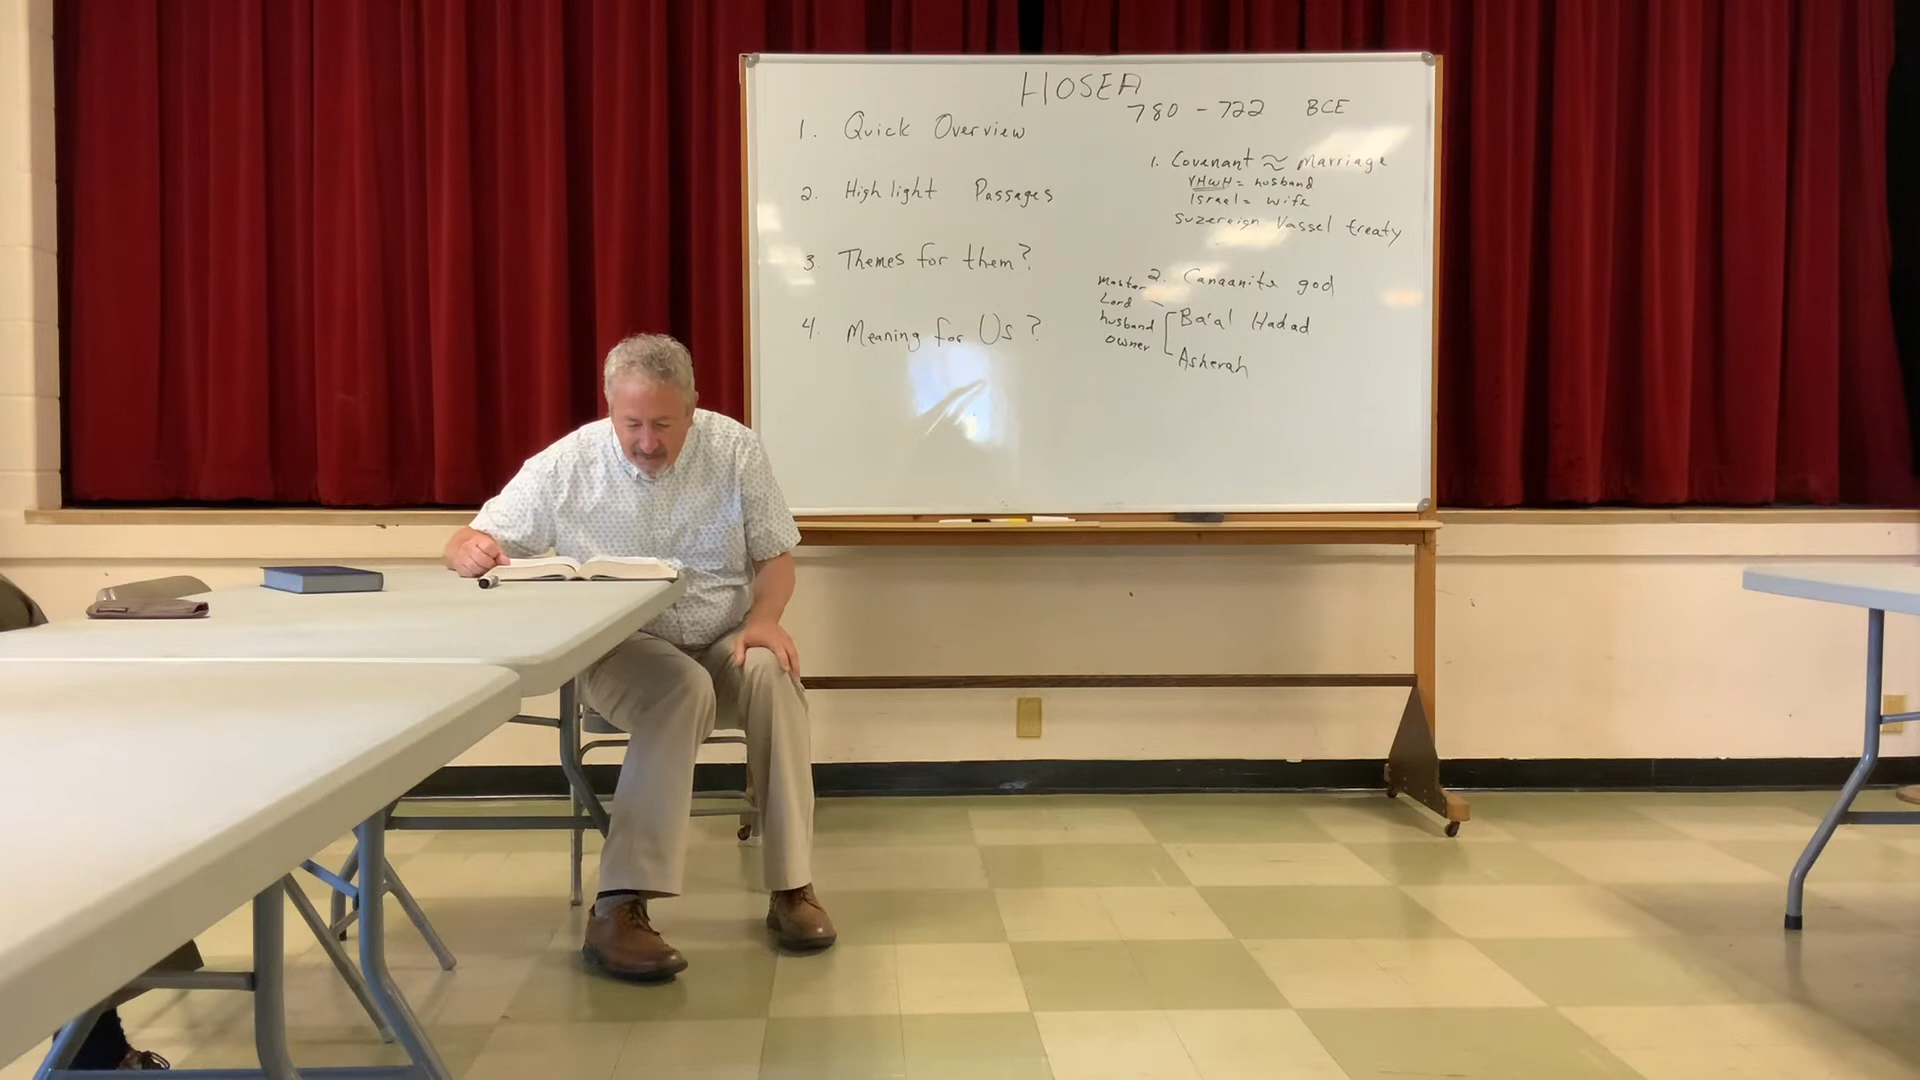 HOSEA
780 - 722 BCE
1. Quick Overview
2. Highlight Passages
3. Themes for them?
4. Meaning for Us?
1. Covenant ≈ Marriage
YHWH = husband
Israel = wife
Suzereign Vassel treaty
2. Canaanite god
Master
Lord
husband
owner
Ba'al Hadad
Asherah